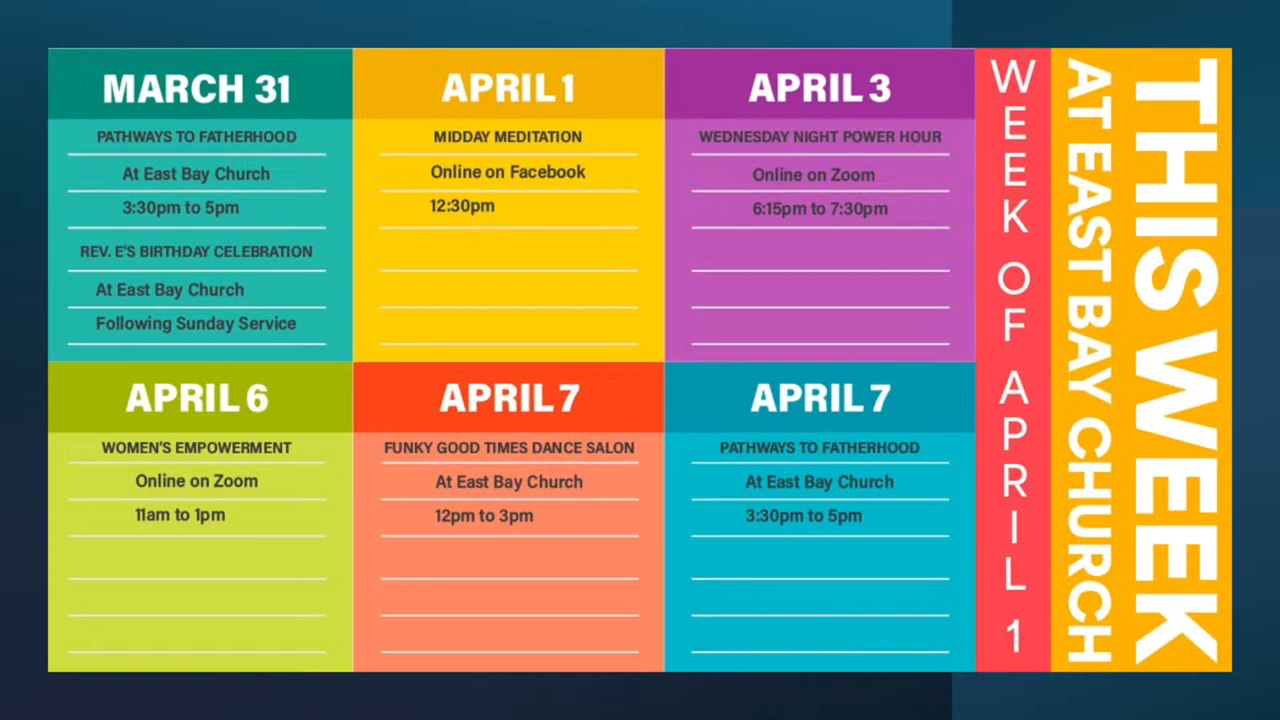 MARCH 31
PATHWAYS TO FATHERHOOD
At East Bay Church
3:30pm to 5pm
REV. E'S BIRTHDAY CELEBRATION
At East Bay Church
Following Sunday Service
APRIL 1
MIDDAY MEDITATION
Online on Facebook
12:30pm
APRIL 3
WEDNESDAY NIGHT POWER HOUR
Online on Zoom
6:15pm to 7:30pm
APRIL 6
WOMEN'S EMPOWERMENT
Online on Zoom
11am to 1pm
APRIL 7
FUNKY GOOD TIMES DANCE SALON
At East Bay Church
12pm to 3pm
APRIL 7
PATHWAYS TO FATHERHOOD
At East Bay Church
3:30pm to 5pm
THIS WEEK
AT EAST BAY CHURCH
WEEK OF APRIL 1